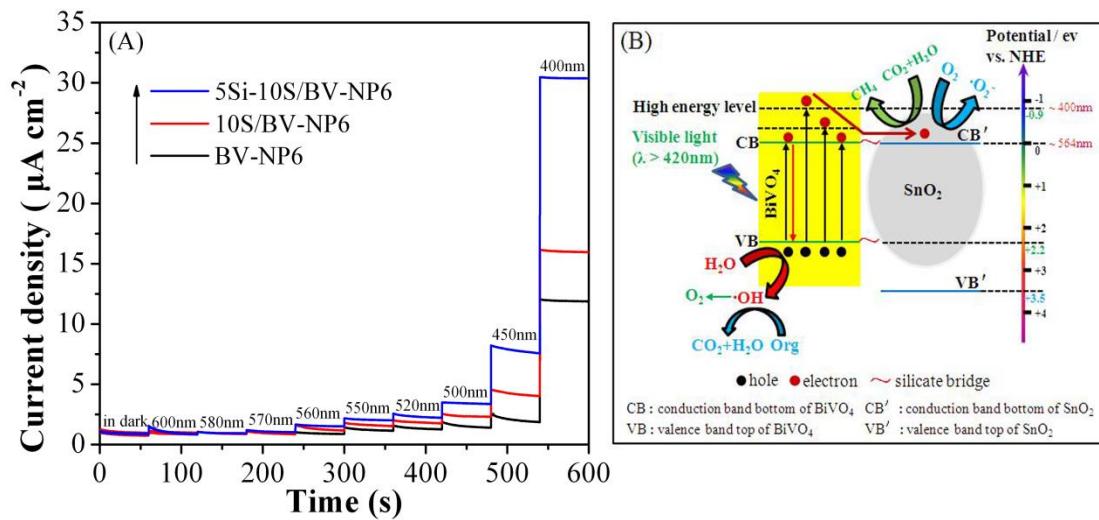 (A)
35
30
25
20
15
10
5
0
Current density ( μA cm⁻²)
5Si-10S/BV-NP6
10S/BV-NP6
BV-NP6
in dark
600nm
580nm
570nm
560nm
550nm
520nm
500nm
450nm
400nm
0 100 200 300 400 500 600
Time (s)
(B)
Potential / ev
vs. NHE
CH₄ CO₂+H₂O O₂ ·O₂⁻
High energy level
-1
-0.9
~400nm
Visible light
(λ > 420nm)
CB
CB′
0
~564nm
BiVO₄
SnO₂
+1
VB
+2
+2.2
H₂O
+3
VB′
O₂ ·OH
+3.5
+4
CO₂+H₂O Org
hole electron silicate bridge
CB : conduction band bottom of BiVO₄ CB′ : conduction band bottom of SnO₂
VB : valence band top of BiVO₄ VB′ : valence band top of SnO₂